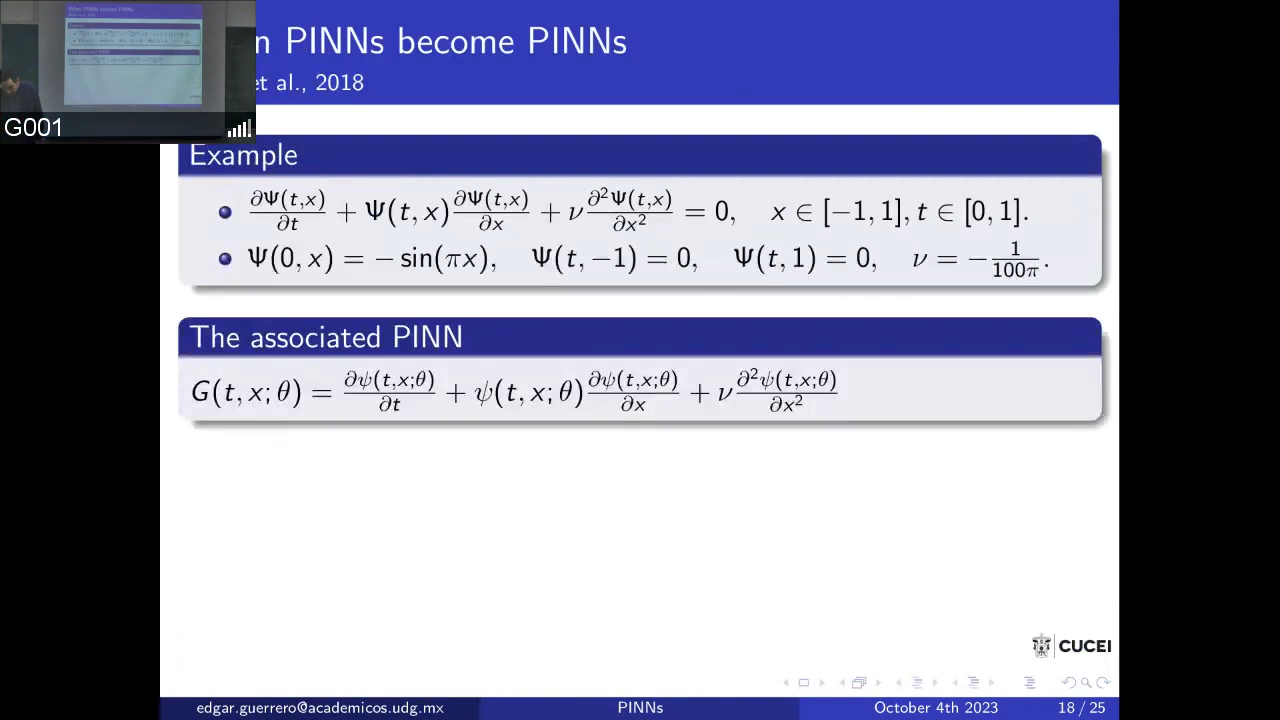 n PINNs become PINNs
et al., 2018
G001
Example
∂Ψ(t,x)/∂t + Ψ(t, x) ∂Ψ(t,x)/∂x + ν ∂²Ψ(t,x)/∂x² = 0, x ∈ [−1, 1], t ∈ [0, 1].
Ψ(0, x) = − sin(πx), Ψ(t, −1) = 0, Ψ(t, 1) = 0, ν = − 1/100π.
The associated PINN
G(t, x; θ) = ∂ψ(t,x;θ)/∂t + ψ(t, x; θ) ∂ψ(t,x;θ)/∂x + ν ∂²ψ(t,x;θ)/∂x²
CUCEI
edgar.guerrero@academicos.udg.mx PINNs October 4th 2023 18 / 25